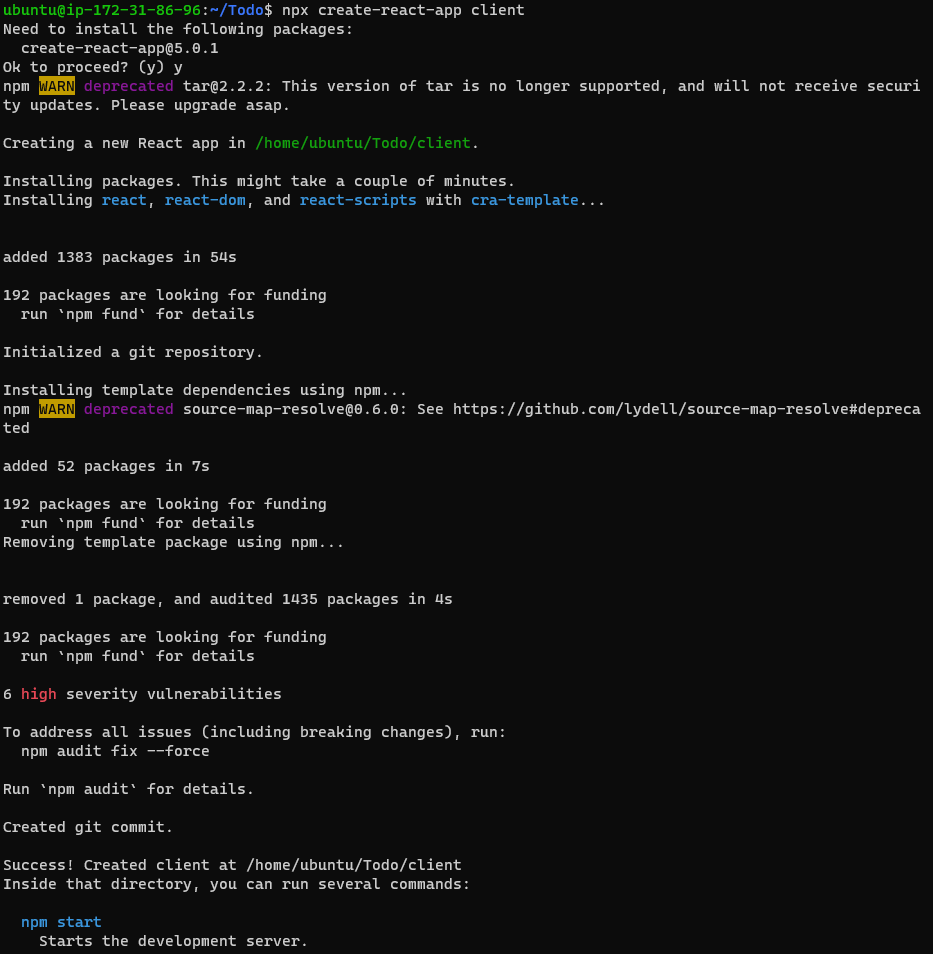 ubuntu@ip-172-31-86-96:~/Todo$ npx create-react-app client
Need to install the following packages:
  create-react-app@5.0.1
Ok to proceed? (y) y
npm WARN deprecated tar@2.2.2: This version of tar is no longer supported, and will not receive securi
ty updates. Please upgrade asap.

Creating a new React app in /home/ubuntu/Todo/client.

Installing packages. This might take a couple of minutes.
Installing react, react-dom, and react-scripts with cra-template...


added 1383 packages in 54s

192 packages are looking for funding
  run `npm fund` for details

Initialized a git repository.

Installing template dependencies using npm...
npm WARN deprecated source-map-resolve@0.6.0: See https://github.com/lydell/source-map-resolve#depreca
ted

added 52 packages in 7s

192 packages are looking for funding
  run `npm fund` for details
Removing template package using npm...


removed 1 package, and audited 1435 packages in 4s

192 packages are looking for funding
  run `npm fund` for details

6 high severity vulnerabilities

To address all issues (including breaking changes), run:
  npm audit fix --force

Run `npm audit` for details.

Created git commit.

Success! Created client at /home/ubuntu/Todo/client
Inside that directory, you can run several commands:

  npm start
    Starts the development server.